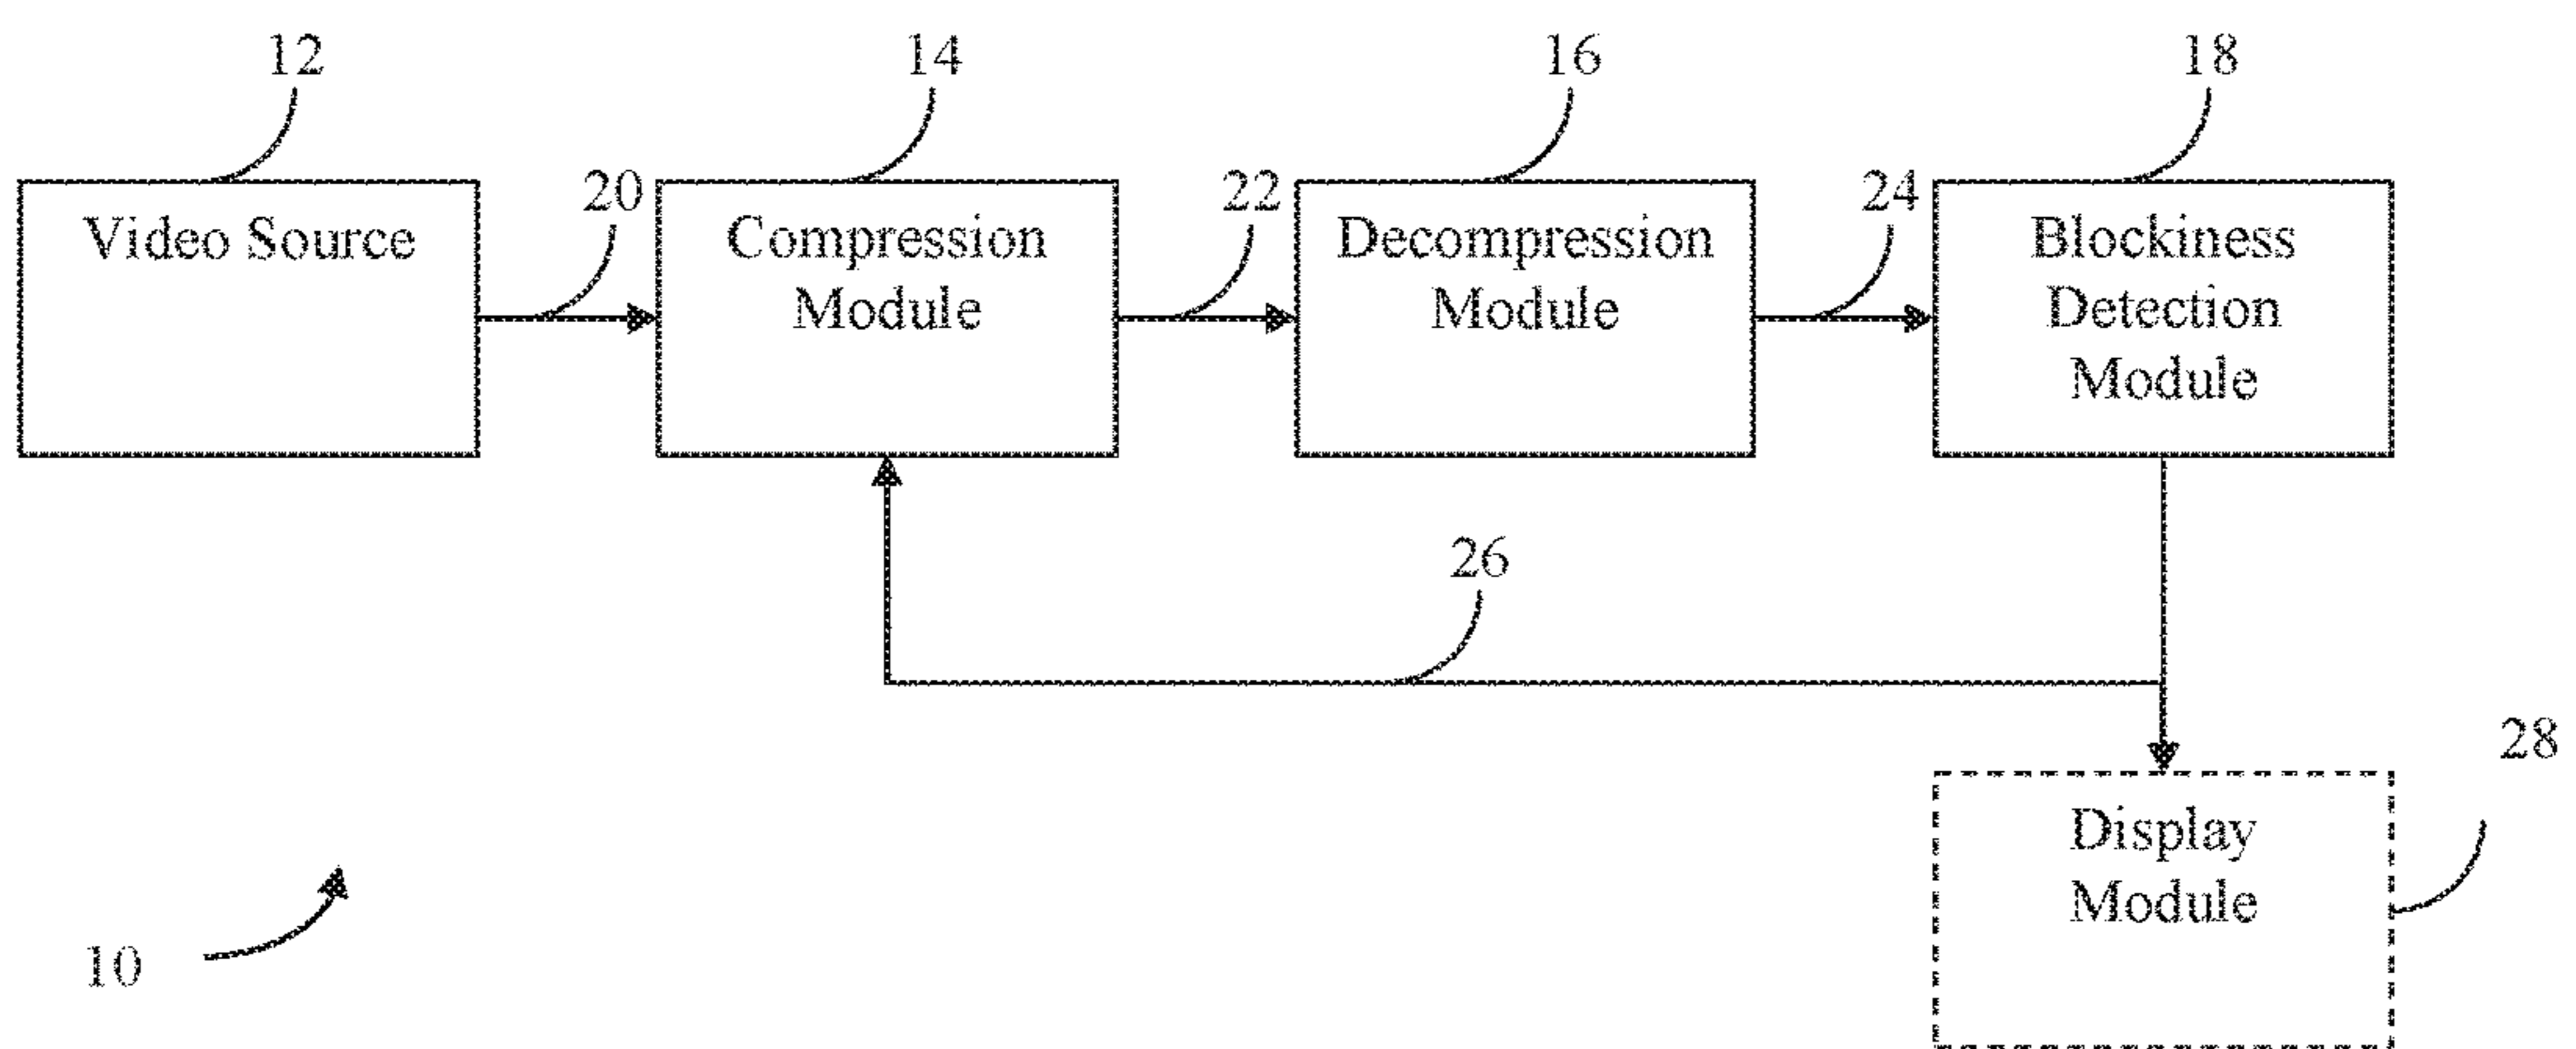 12
14
16
18
20
22
24
Video Source
Compression
Module
Decompression
Module
Blockiness
Detection
Module
26
28
Display
Module
10